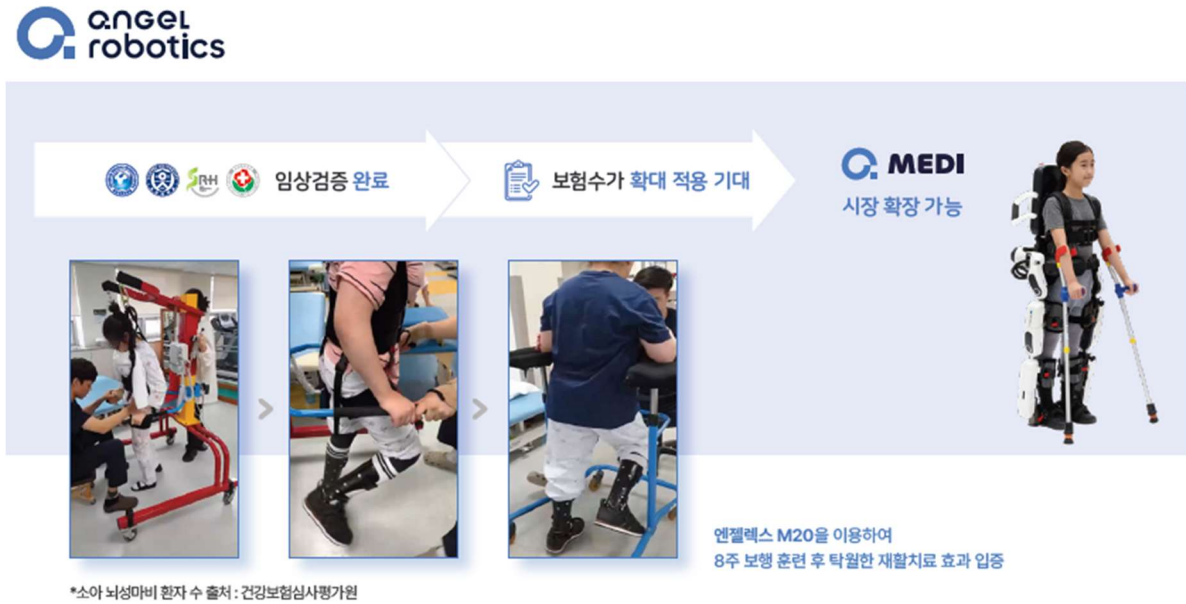 angel
robotics
SRH
임상검증 완료
보험수가 확대 적용 기대
MEDI
시장 확장 가능
엔젤렉스 M20을 이용하여
8주 보행 훈련 후 탁월한 재활치료 효과 입증
*소아 뇌성마비 환자 수 출처 : 건강보험심사평가원